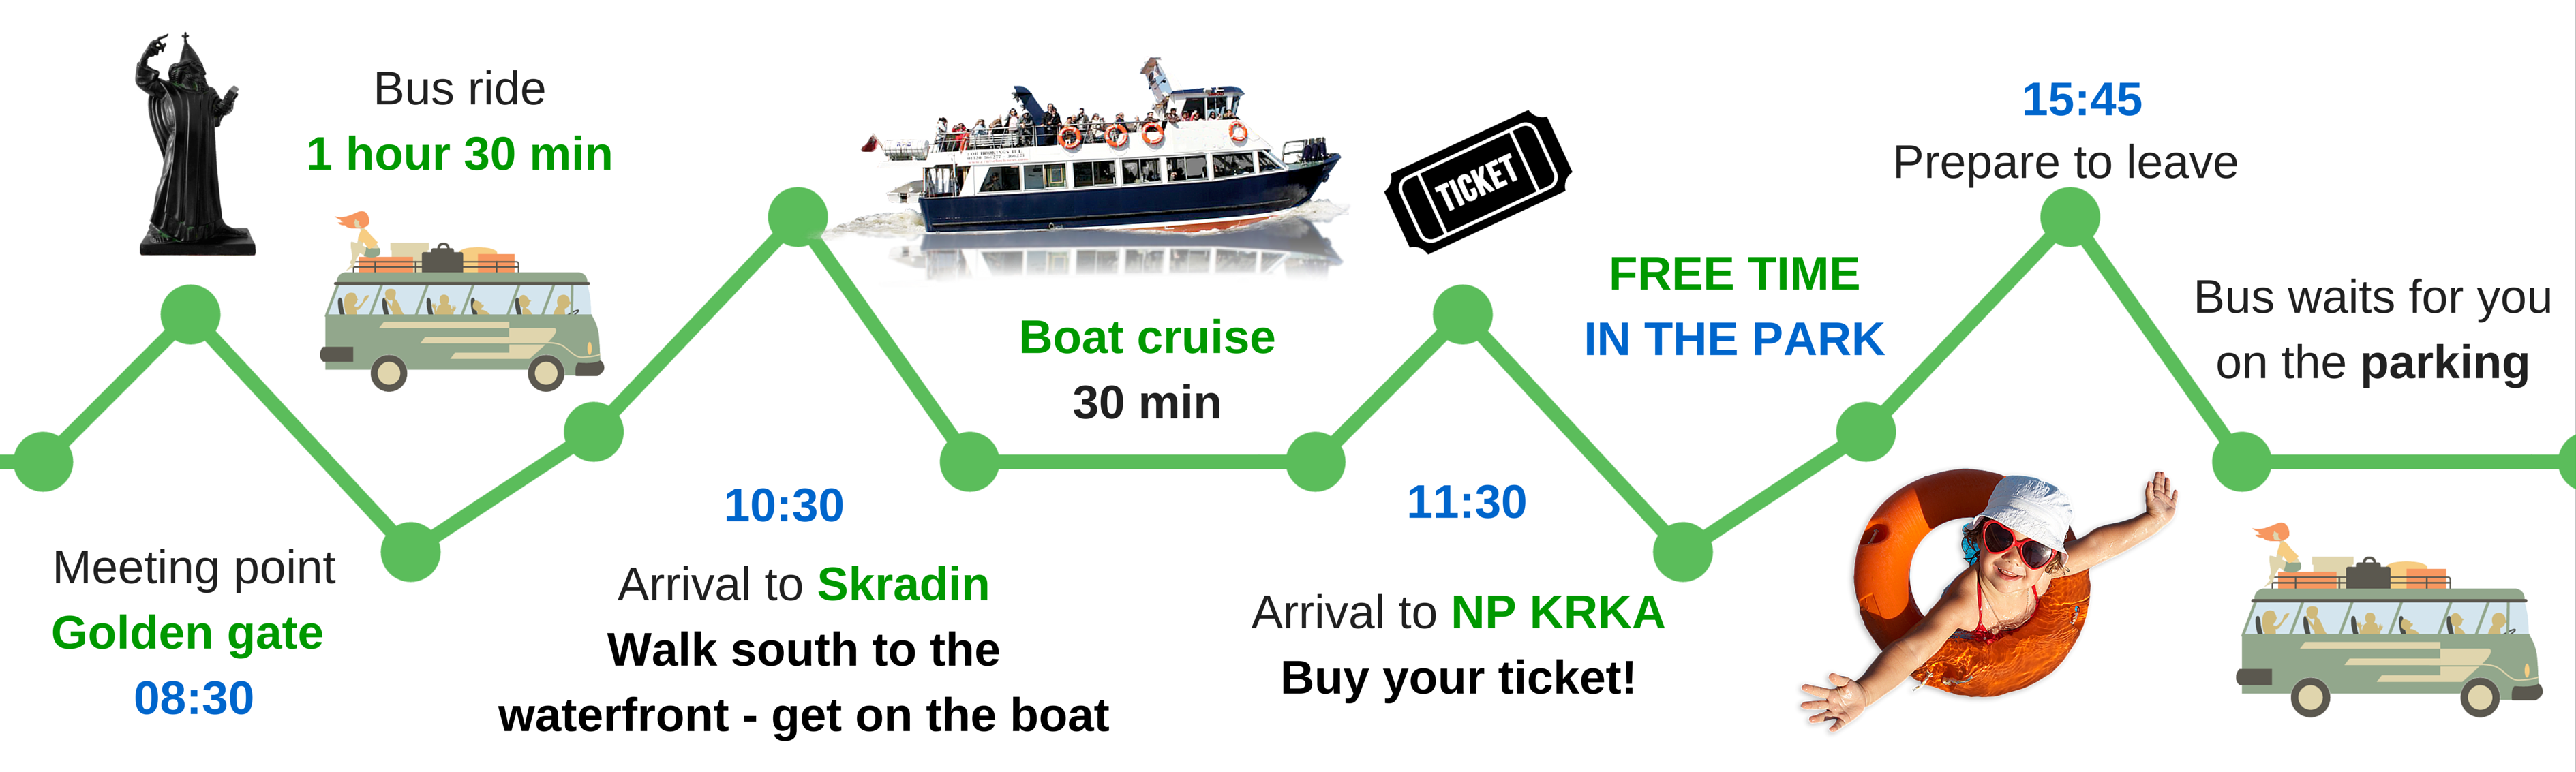 Meeting point
Golden gate
08:30
Bus ride
1 hour 30 min
10:30
Arrival to Skradin
Walk south to the
waterfront - get on the boat
Boat cruise
30 min
TICKET
11:30
Arrival to NP KRKA
Buy your ticket!
FREE TIME
IN THE PARK
15:45
Prepare to leave
Bus waits for you
on the parking